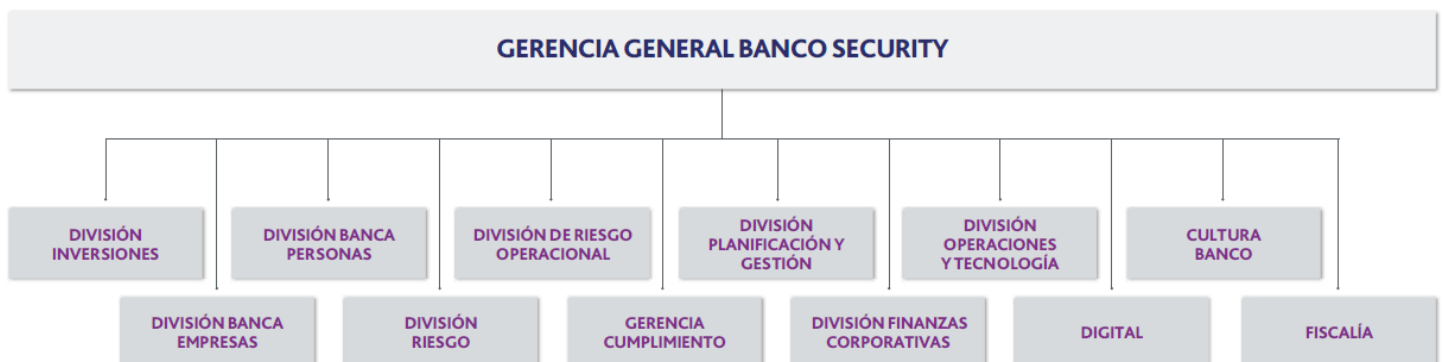 GERENCIA GENERAL BANCO SECURITY
DIVISIÓN
INVERSIONES
DIVISIÓN BANCA
PERSONAS
DIVISIÓN DE RIESGO
OPERACIONAL
DIVISIÓN
PLANIFICACIÓN Y
GESTIÓN
DIVISIÓN
OPERACIONES
Y TECNOLOGÍA
CULTURA
BANCO
DIVISIÓN BANCA
EMPRESAS
DIVISIÓN
RIESGO
GERENCIA
CUMPLIMIENTO
DIVISIÓN FINANZAS
CORPORATIVAS
DIGITAL
FISCALÍA